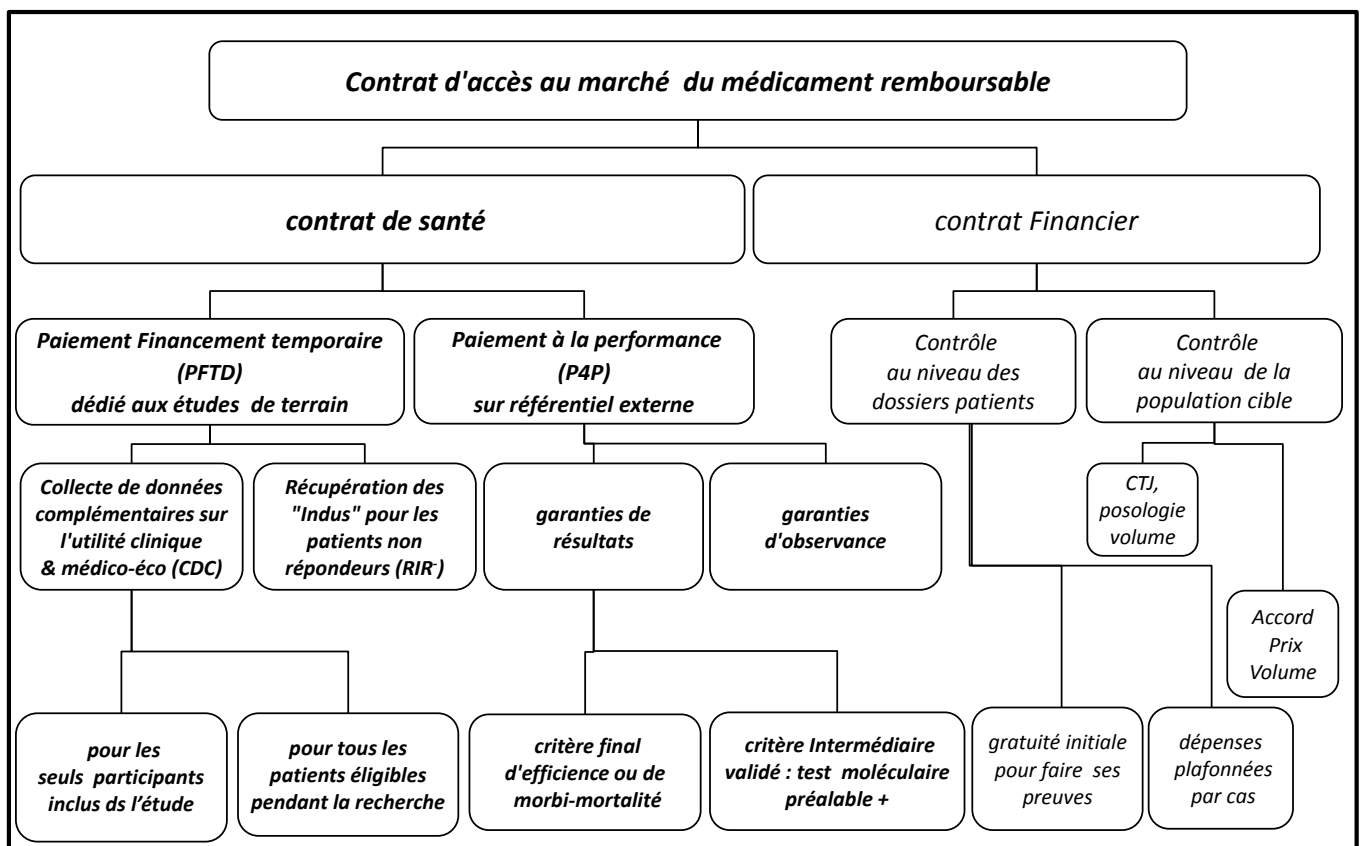 Contrat d'accès au marché du médicament remboursable
contrat de santé
contrat Financier
Paiement Financement temporaire
(PFTD)
dédié aux études de terrain
Paiement à la performance
(P4P)
sur référentiel externe
Contrôle
au niveau des
dossiers patients
Contrôle
au niveau de la
population cible
Collecte de données
complémentaires sur
l'utilité clinique
& médico-éco (CDC)
Récupération des
"Indus" pour les
patients non
répondeurs (RIR⁻)
garanties de
résultats
garanties
d'observance
CTJ,
posologie
volume
Accord
Prix
Volume
pour les
seuls participants
inclus ds l’étude
pour tous les
patients éligibles
pendant la recherche
critère final
d'efficience ou de
morbi-mortalité
critère Intermédiaire
validé : test moléculaire
préalable +
gratuité initiale
pour faire ses
preuves
dépenses
plafonnées
par cas